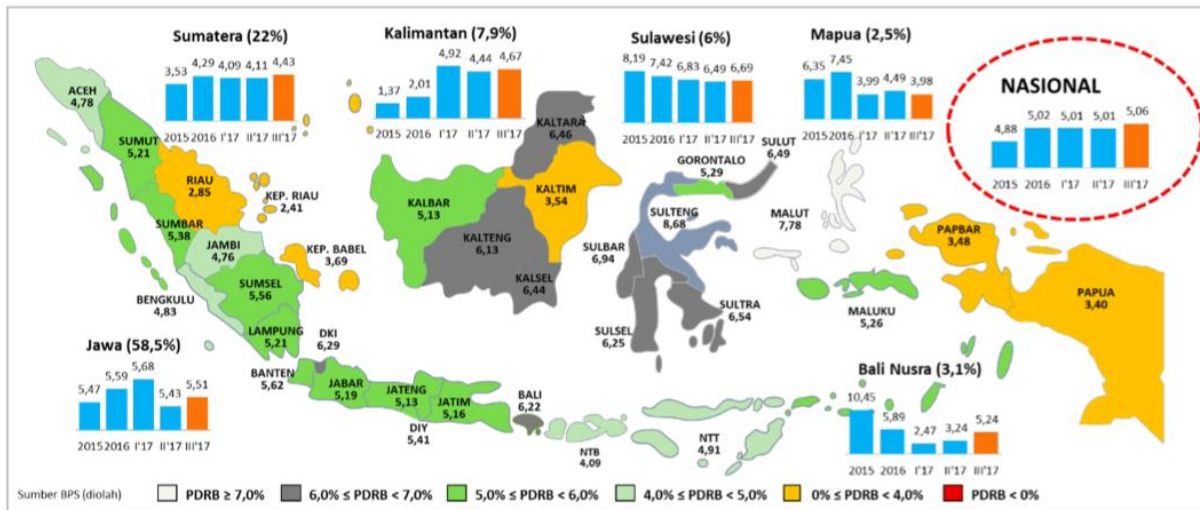 Sumatera (22%)
3,53 4,29 4,09 4,11 4,43
2015 2016 I'17 II'17 III'17
Kalimantan (7,9%)
1,37 2,01 4,92 4,44 4,67
2015 2016 I'17 II'17 III'17
Sulawesi (6%)
8,19 7,42 6,83 6,49 6,69
2015 2016 I'17 II'17 III'17
Mapua (2,5%)
6,35 7,45 3,99 4,49 3,98
2015 2016 I'17 II'17 III'17
NASIONAL
4,88 5,02 5,01 5,01 5,06
2015 2016 I'17 II'17 III'17
ACEH
4,78
SUMUT
5,21
RIAU
2,85
KEP. RIAU
2,41
SUMBAR
5,38
JAMBI
4,76
KEP. BABEL
3,69
SUMSEL
5,56
BENGKULU
4,83
LAMPUNG
5,21
KALTARA
6,46
KALBAR
5,13
KALTIM
3,54
KALTENG
6,13
KALSEL
6,44
SULUT
6,49
GORONTALO
5,29
SULTENG
8,68
SULBAR
6,94
SULTRA
6,54
SULSEL
6,25
MALUT
7,78
MALUKU
5,26
PAPBAR
3,48
PAPUA
3,40
Jawa (58,5%)
5,47 5,59 5,68 5,43 5,51
2015 2016 I'17 II'17 III'17
DKI
6,29
BANTEN
5,62
JABAR
5,19
JATENG
5,13
JATIM
5,16
DIY
5,41
BALI
6,22
NTB
4,09
NTT
4,91
Bali Nusra (3,1%)
10,45 5,89 2,47 3,24 5,24
2015 2016 I'17 II'17 III'17
Sumber BPS (diolah)
PDRB ≥ 7,0%
6,0% ≤ PDRB < 7,0%
5,0% ≤ PDRB < 6,0%
4,0% ≤ PDRB < 5,0%
0% ≤ PDRB < 4,0%
PDRB < 0%